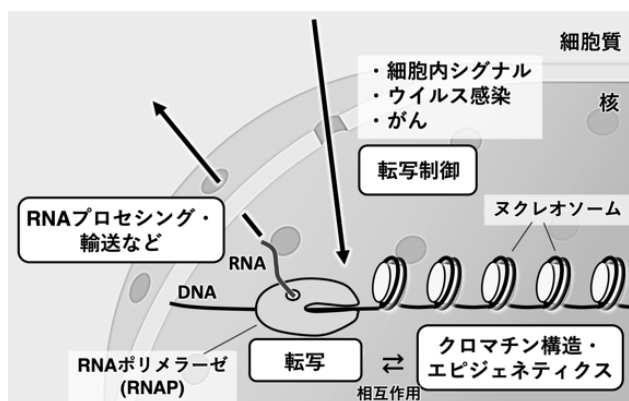 細胞質
・細胞内シグナル
・ウイルス感染
・がん
核
転写制御
RNAプロセシング・
輸送など
ヌクレオソーム
RNA
DNA
RNAポリメラーゼ
(RNAP)
転写
相互作用
クロマチン構造・
エピジェネティクス